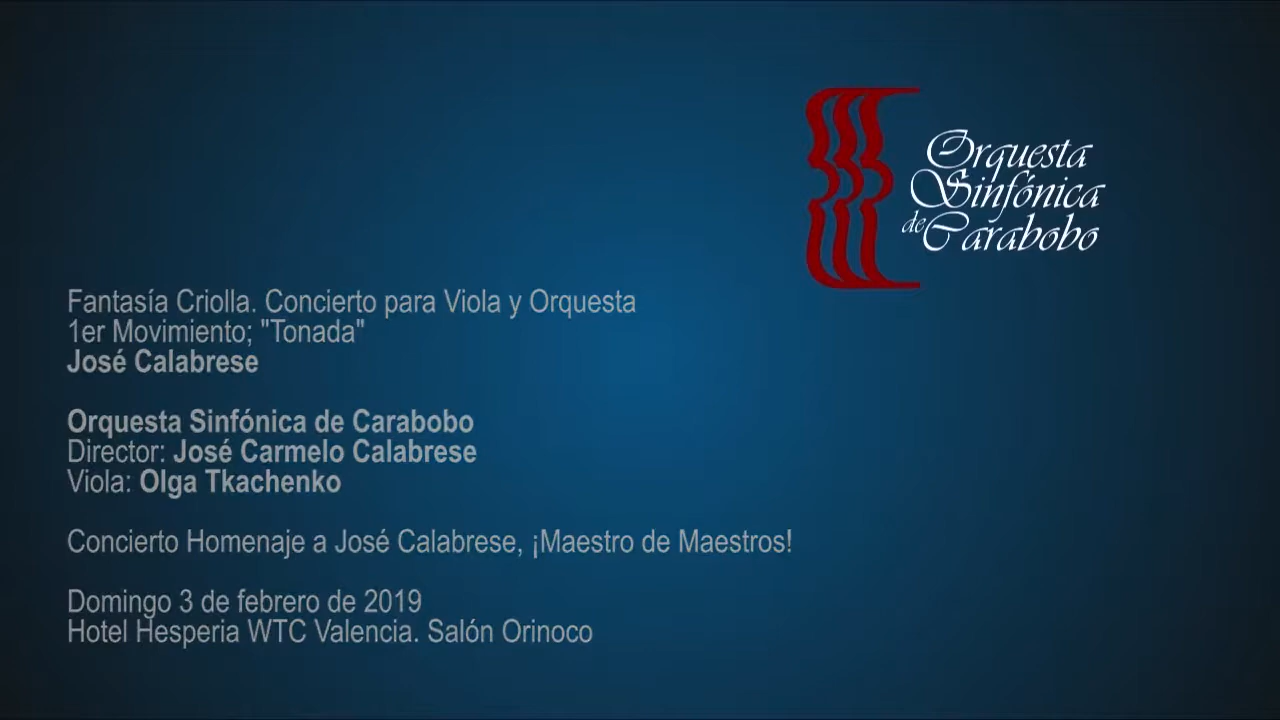 Orquesta
Sinfónica
de Carabobo
Fantasía Criolla. Concierto para Viola y Orquesta
1er Movimiento; "Tonada"
José Calabrese
Orquesta Sinfónica de Carabobo
Director: José Carmelo Calabrese
Viola: Olga Tkachenko
Concierto Homenaje a José Calabrese, ¡Maestro de Maestros!
Domingo 3 de febrero de 2019
Hotel Hesperia WTC Valencia. Salón Orinoco